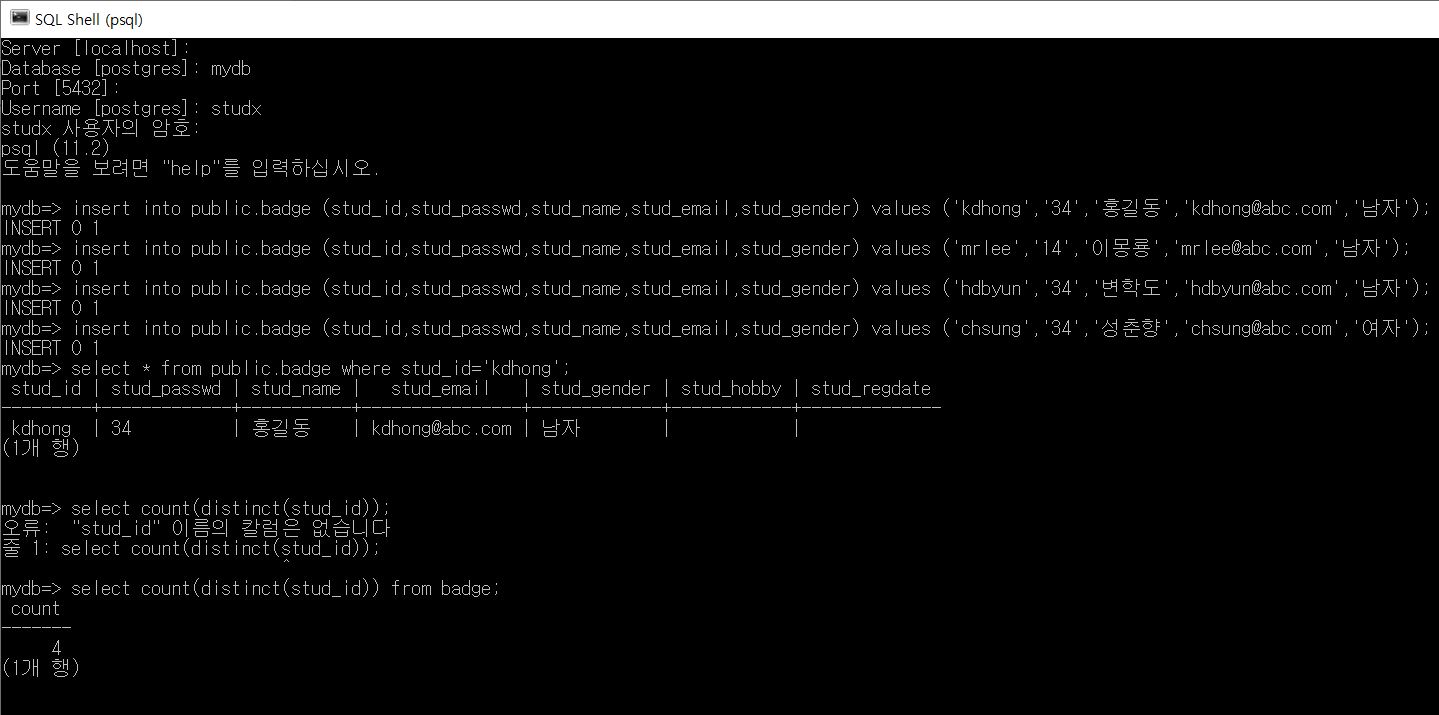 SQL Shell (psql)
Server [localhost]:
Database [postgres]: mydb
Port [5432]:
Username [postgres]: studx
studx 사용자의 암호:
psql (11.2)
도움말을 보려면 "help"를 입력하십시오.
mydb=> insert into public.badge (stud_id,stud_passwd,stud_name,stud_email,stud_gender) values ('kdhong','34','홍길동','kdhong@abc.com','남자');
INSERT 0 1
mydb=> insert into public.badge (stud_id,stud_passwd,stud_name,stud_email,stud_gender) values ('mrlee','14','이몽룡','mrlee@abc.com','남자');
INSERT 0 1
mydb=> insert into public.badge (stud_id,stud_passwd,stud_name,stud_email,stud_gender) values ('hdbyun','34','변학도','hdbyun@abc.com','남자');
INSERT 0 1
mydb=> insert into public.badge (stud_id,stud_passwd,stud_name,stud_email,stud_gender) values ('chsung','34','성춘향','chsung@abc.com','여자');
INSERT 0 1
mydb=> select * from public.badge where stud_id='kdhong';
 stud_id | stud_passwd | stud_name |   stud_email   | stud_gender | stud_hobby | stud_regdate
---------+-------------+-----------+----------------+-------------+------------+--------------
 kdhong  | 34          | 홍길동    | kdhong@abc.com | 남자        |            |
(1개 행)
mydb=> select count(distinct(stud_id));
오류:  "stud_id" 이름의 칼럼은 없습니다
줄 1: select count(distinct(stud_id));
                            ^
mydb=> select count(distinct(stud_id)) from badge;
 count
-------
     4
(1개 행)